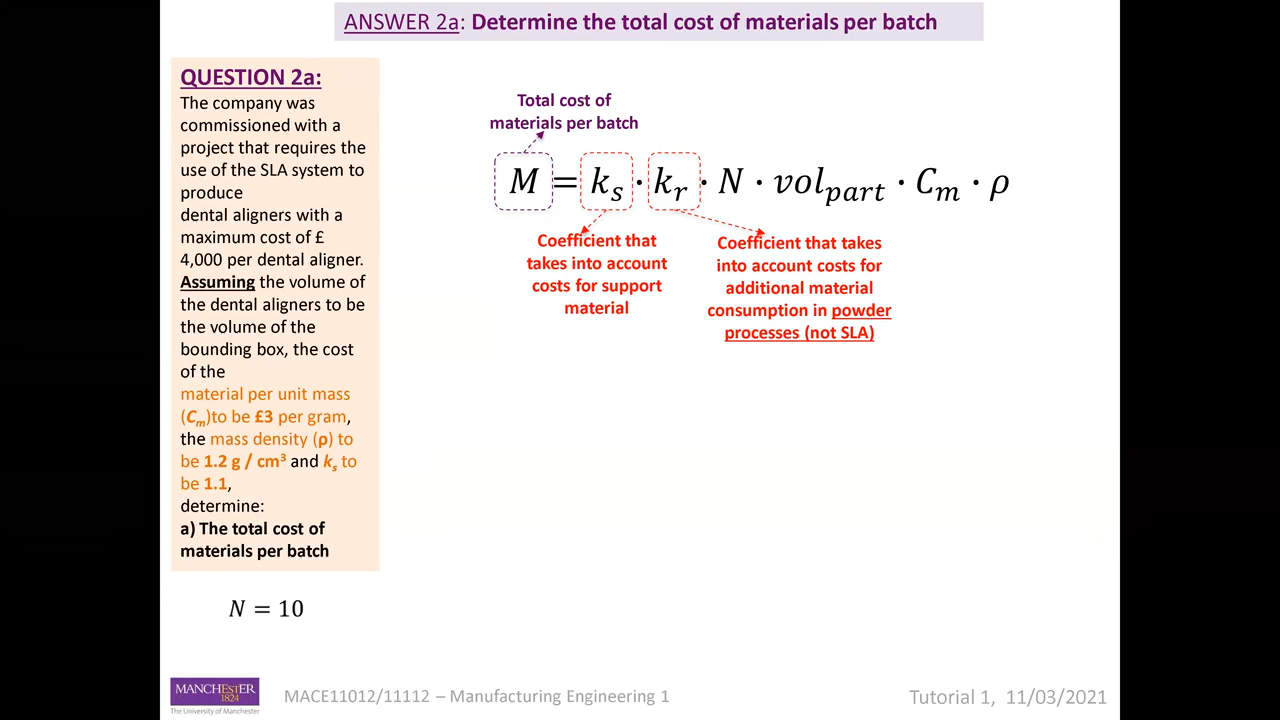 ANSWER 2a: Determine the total cost of materials per batch
QUESTION 2a:
The company was
commissioned with a
project that requires the
use of the SLA system to
produce
dental aligners with a
maximum cost of £
4,000 per dental aligner.
Assuming the volume of
the dental aligners to be
the volume of the
bounding box, the cost
of the
material per unit mass
(Cm)to be £3 per gram,
the mass density (ρ) to
be 1.2 g / cm³ and ks to
be 1.1,
determine:
a) The total cost of
materials per batch
N = 10
Total cost of
materials per batch
M = ks · kr · N · volpart · Cm · ρ
Coefficient that
takes into account
costs for support
material
Coefficient that takes
into account costs for
additional material
consumption in powder
processes (not SLA)
MANCHESTER
1824
The University of Manchester
MACE11012/11112 – Manufacturing Engineering 1
Tutorial 1, 11/03/2021